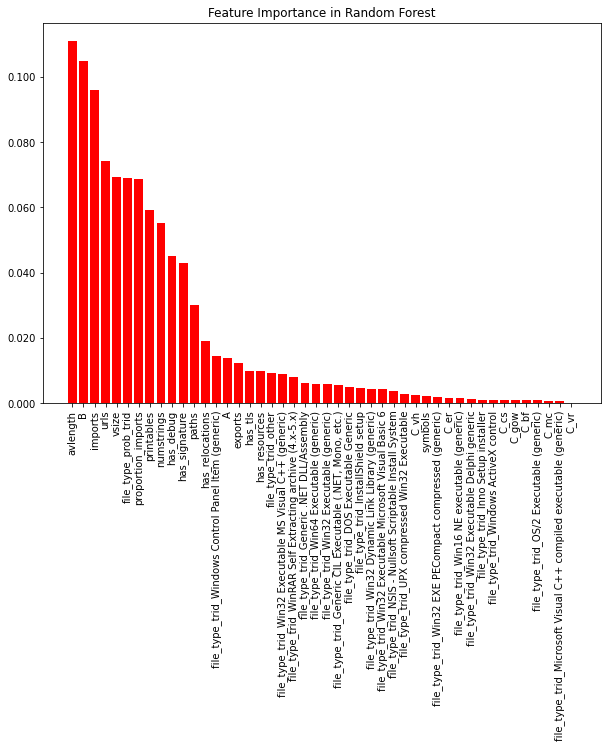 Feature Importance in Random Forest
0.100
0.080
0.060
0.040
0.020
0.000
avlength
B
imports
urls
vsize
file_type_prob_trid
proportion_imports
printables
numstrings
has_debug
has_signature
paths
has_relocations
file_type_trid_Windows Control Panel Item (generic)
A
exports
has_tls
has_resources
file_type_trid_other
file_type_trid_Win32 Executable MS Visual C++ (generic)
file_type_trid_WinRAR Self Extracting archive (4.x-5.x)
file_type_trid_Generic .NET DLL/Assembly
file_type_trid_Win64 Executable (generic)
file_type_trid_Win32 Executable (generic)
file_type_trid_Generic CIL Executable (.NET, Mono, etc.)
file_type_trid_DOS Executable Generic
file_type_trid_InstallShield setup
file_type_trid_Win32 Dynamic Link Library (generic)
file_type_trid_Win32 Executable Microsoft Visual Basic 6
file_type_trid_NSIS - Nullsoft Scriptable Install System
file_type_trid_UPX compressed Win32 Executable
C_vh
symbols
file_type_trid_Win32 EXE PECompact compressed (generic)
C_er
file_type_trid_Win16 NE executable (generic)
file_type_trid_Win32 Executable Delphi generic
file_type_trid_Inno Setup installer
file_type_trid_Windows ActiveX control
C_cs
C_gow
C_bf
file_type_trid_OS/2 Executable (generic)
C_mc
file_type_trid_Microsoft Visual C++ compiled executable (generic)
C_vr